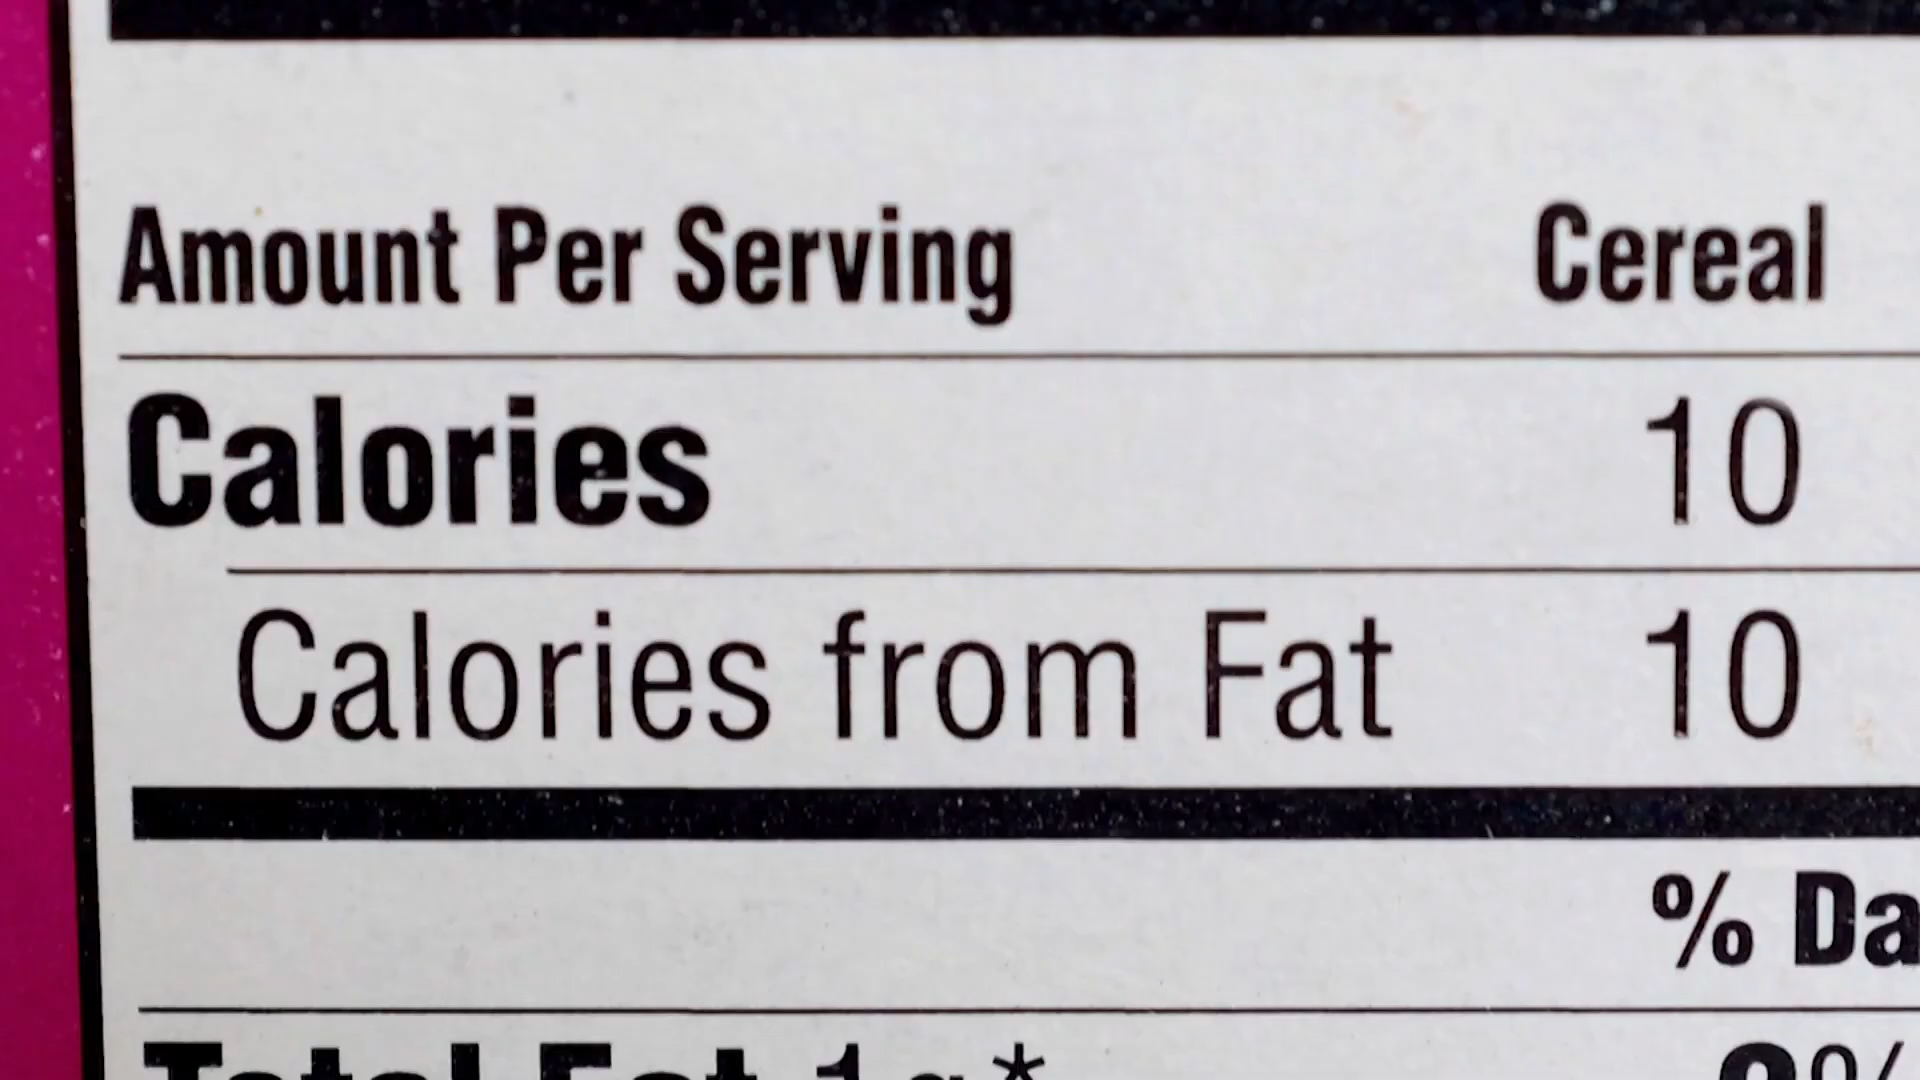 Amount Per Serving Cereal
Calories 10
Calories from Fat 10
% Da
Total Fat 1g*